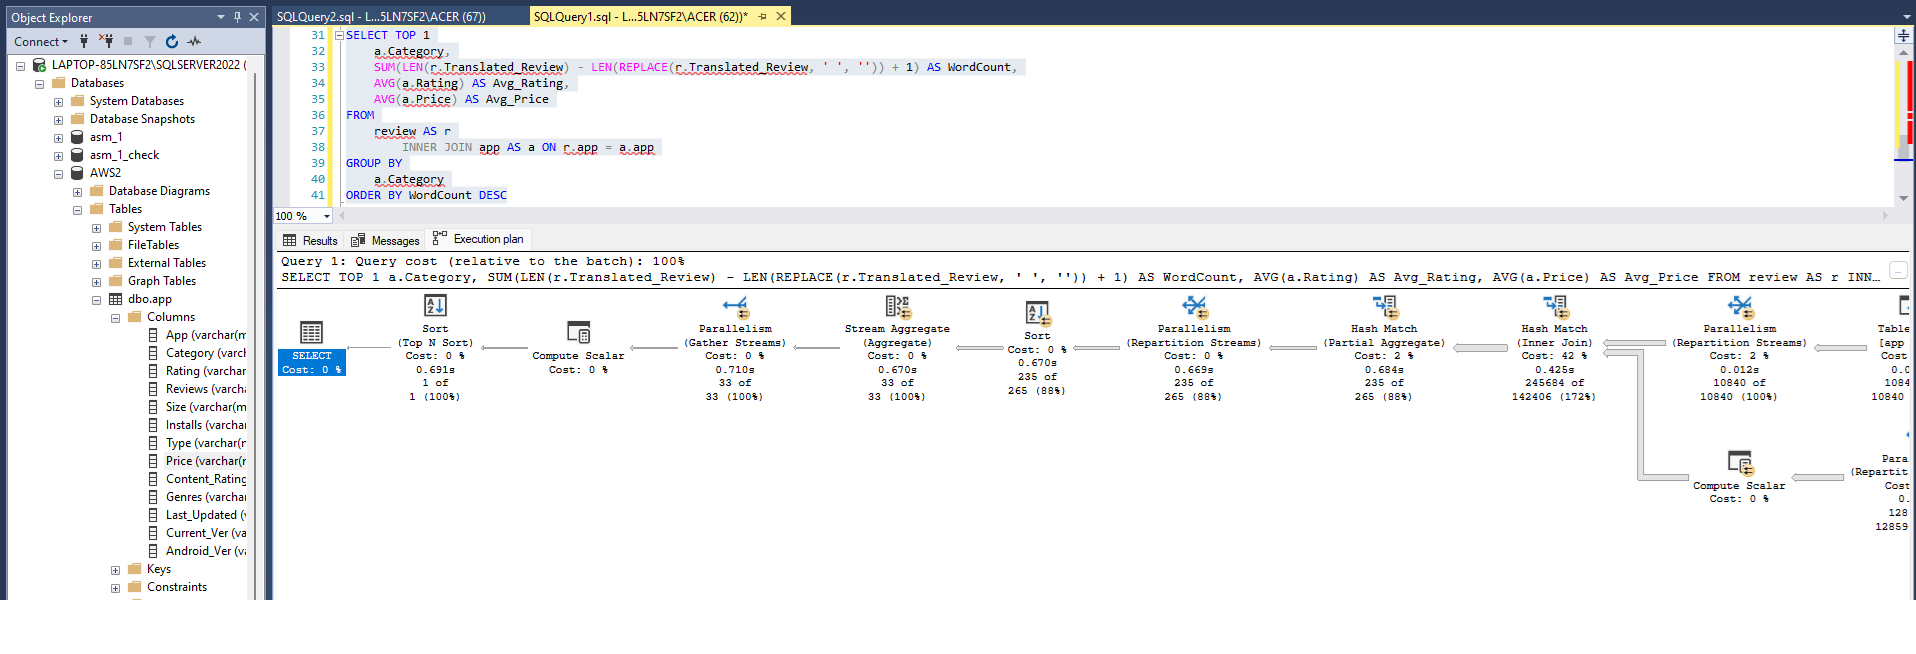 Object Explorer
Connect
LAPTOP-85LN7SF2\SQLSERVER2022 (
Databases
System Databases
Database Snapshots
asm_1
asm_1_check
AWS2
Database Diagrams
Tables
System Tables
FileTables
External Tables
Graph Tables
dbo.app
Columns
App (varchar(m
Category (varch
Rating (varchar
Reviews (varcha
Size (varchar(m
Installs (varcha
Type (varchar(r
Price (varchar(r
Content_Rating
Genres (varchar
Last_Updated (
Current_Ver (va
Android_Ver (va
Keys
Constraints
SQLQuery2.sql - L...5LN7SF2\ACER (67))
SQLQuery1.sql - L...5LN7SF2\ACER (62))*
31 SELECT TOP 1
32 a.Category,
33 SUM(LEN(r.Translated_Review) - LEN(REPLACE(r.Translated_Review, ' ', '')) + 1) AS WordCount,
34 AVG(a.Rating) AS Avg_Rating,
35 AVG(a.Price) AS Avg_Price
36 FROM
37 review AS r
38 INNER JOIN app AS a ON r.app = a.app
39 GROUP BY
40 a.Category
41 ORDER BY WordCount DESC
100 %
Results Messages Execution plan
Query 1: Query cost (relative to the batch): 100%
SELECT TOP 1 a.Category, SUM(LEN(r.Translated_Review) - LEN(REPLACE(r.Translated_Review, ' ', '')) + 1) AS WordCount, AVG(a.Rating) AS Avg_Rating, AVG(a.Price) AS Avg_Price FROM review AS r INN...
SELECT
Cost: 0 %
Sort
(Top N Sort)
Cost: 0 %
0.691s
1 of
1 (100%)
Compute Scalar
Cost: 0 %
Parallelism
(Gather Streams)
Cost: 0 %
0.710s
33 of
33 (100%)
Stream Aggregate
(Aggregate)
Cost: 0 %
0.670s
33 of
33 (100%)
Sort
Cost: 0 %
0.670s
235 of
265 (88%)
Parallelism
(Repartition Streams)
Cost: 0 %
0.669s
235 of
265 (88%)
Hash Match
(Partial Aggregate)
Cost: 2 %
0.684s
235 of
265 (88%)
Hash Match
(Inner Join)
Cost: 42 %
0.425s
245684 of
142406 (172%)
Parallelism
(Repartition Streams)
Cost: 2 %
0.012s
10840 of
10840 (100%)
Table
[app
Cost
0.0
1084
10840
Compute Scalar
Cost: 0 %
Para
(Repartit
Cost
0.
128
12859